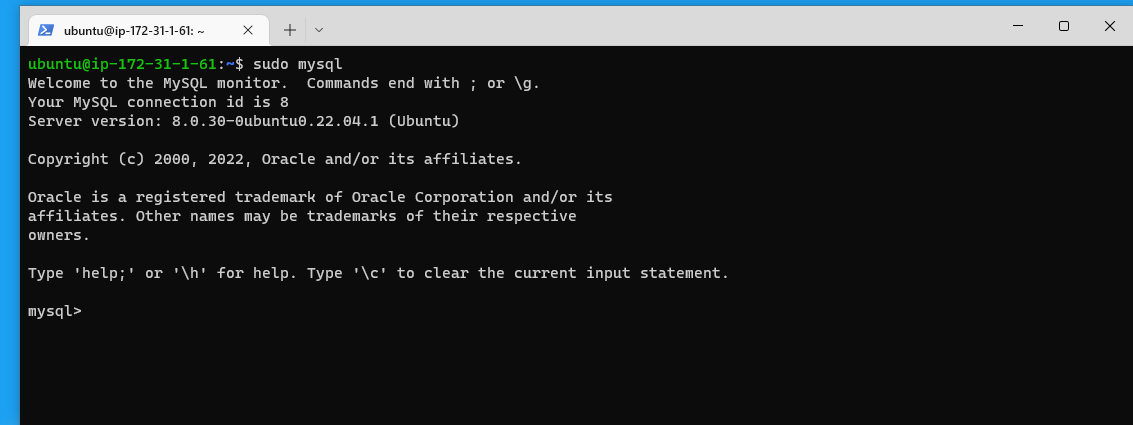 ubuntu@ip-172-31-1-61: ~
ubuntu@ip-172-31-1-61:~$ sudo mysql
Welcome to the MySQL monitor.  Commands end with ; or \g.
Your MySQL connection id is 8
Server version: 8.0.30-0ubuntu0.22.04.1 (Ubuntu)
Copyright (c) 2000, 2022, Oracle and/or its affiliates.
Oracle is a registered trademark of Oracle Corporation and/or its
affiliates. Other names may be trademarks of their respective
owners.
Type 'help;' or '\h' for help. Type '\c' to clear the current input statement.
mysql>